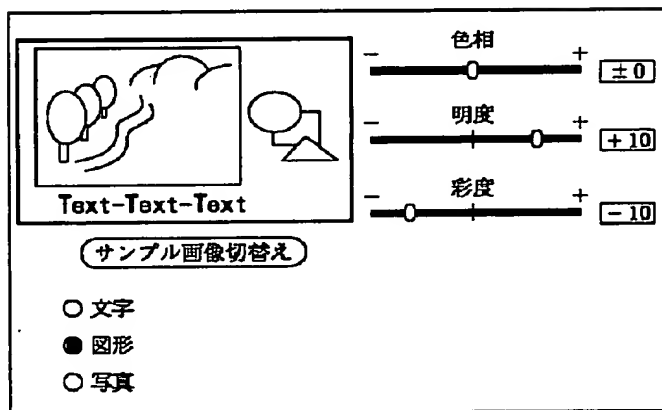 色相
- +
±0
明度
- +
+10
彩度
- +
-10
Text-Text-Text
サンプル画像切替え
文字
図形
写真